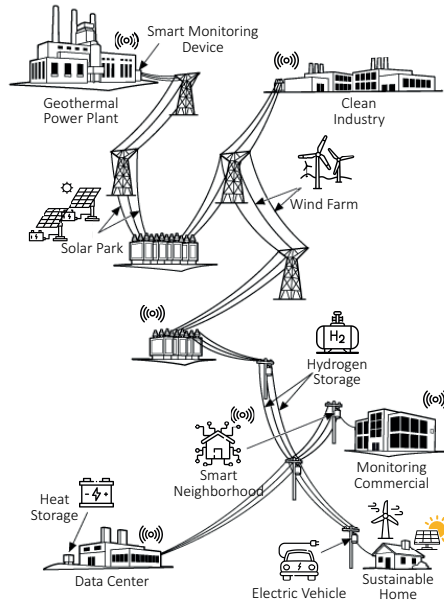 Smart Monitoring
Device
Geothermal
Power Plant
Clean
Industry
Wind Farm
Solar Park
H2
Hydrogen
Storage
Smart
Neighborhood
Monitoring
Commercial
Heat
Storage
Data Center
Electric Vehicle
Sustainable
Home